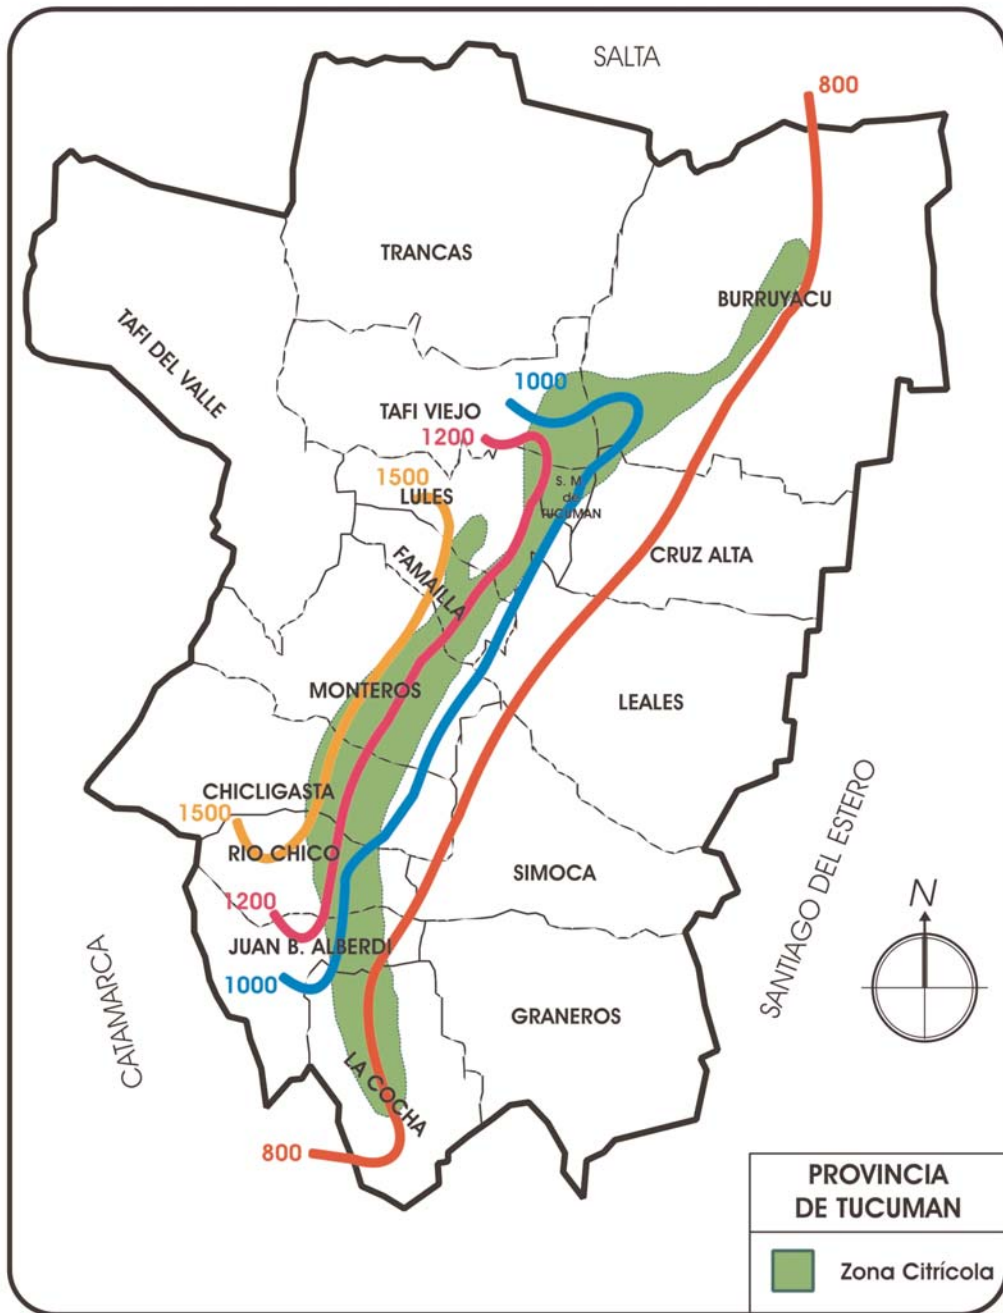 SALTA
800
TRANCAS
BURRUYACU
TAFI DEL VALLE
1000
TAFI VIEJO
1200
1500
LULES
S. M.
de
TUCUMAN
FAMAILLA
CRUZ ALTA
MONTEROS
LEALES
CHICLIGASTA
1500
RIO CHICO
SIMOCA
1200
JUAN B. ALBERDI
1000
GRANEROS
CATAMARCA
SANTIAGO DEL ESTERO
N
LA COCHA
800
PROVINCIA
DE TUCUMAN
Zona Citrícola